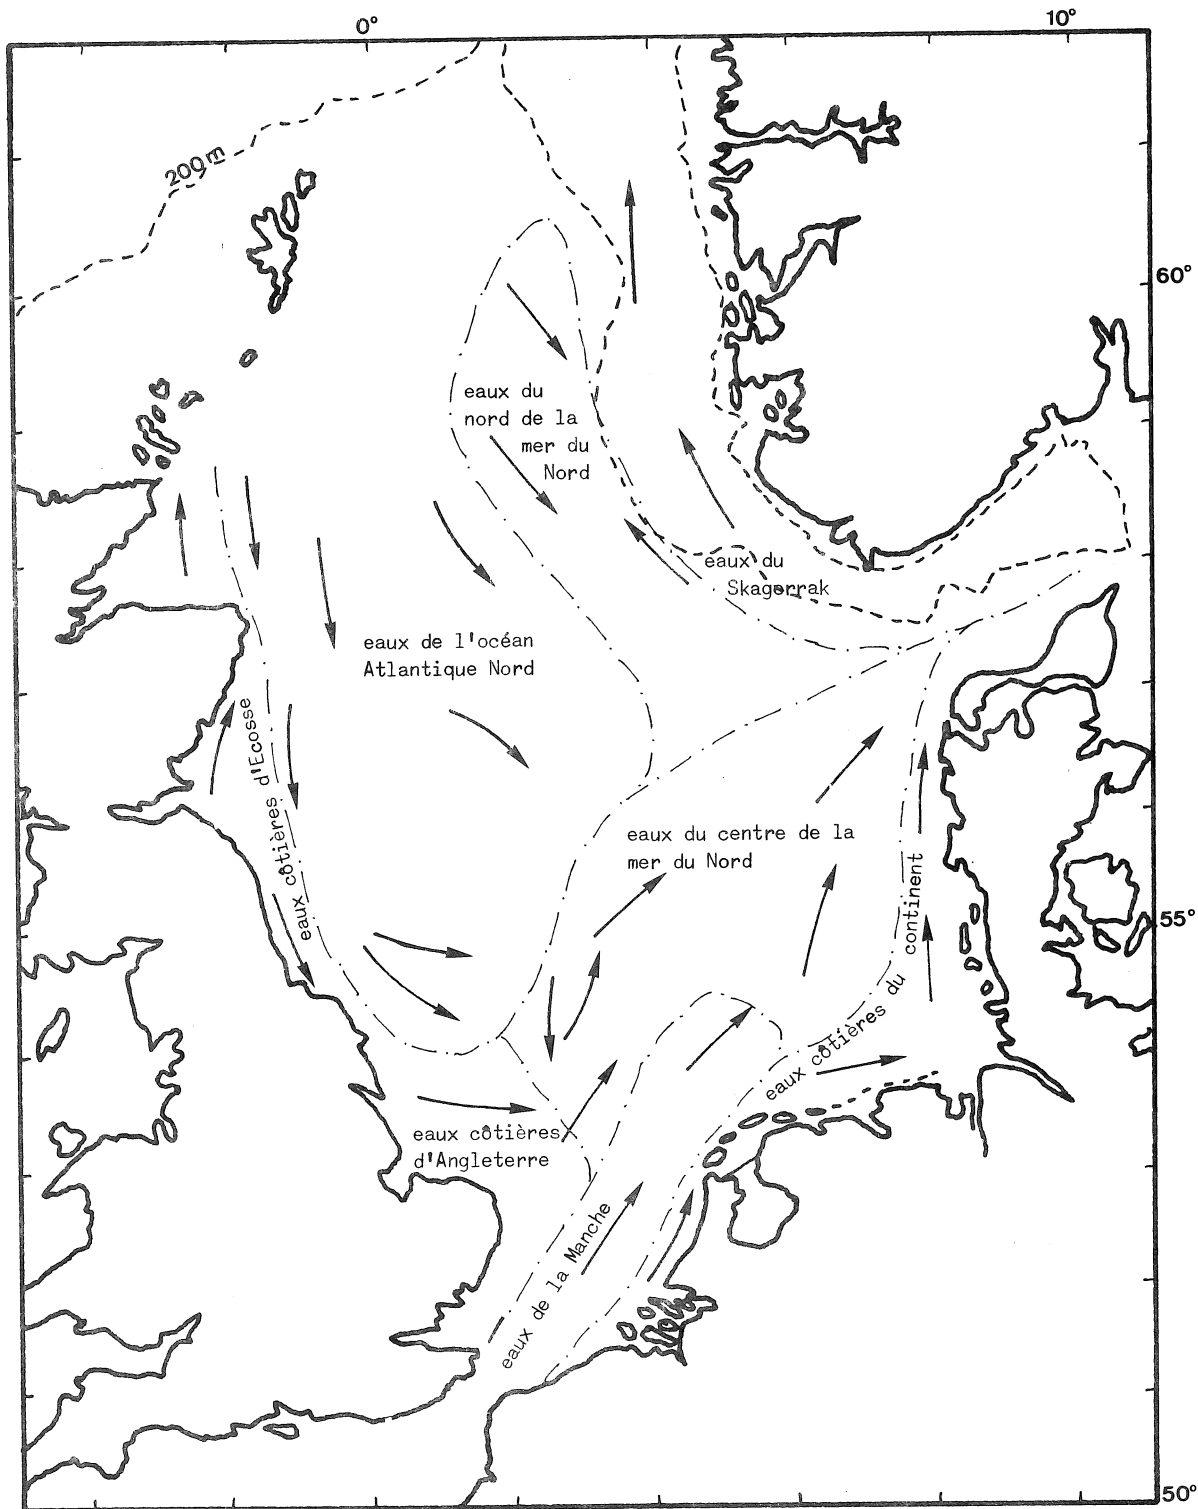 0°
10°
200m
60°
eaux du
nord de la
mer du
Nord
eaux du
Skagerrak
eaux de l'océan
Atlantique Nord
eaux côtières d'Ecosse
eaux du centre de la
mer du Nord
55°
eaux côtières du continent
eaux côtières
d'Angleterre
eaux de la Manche
50°